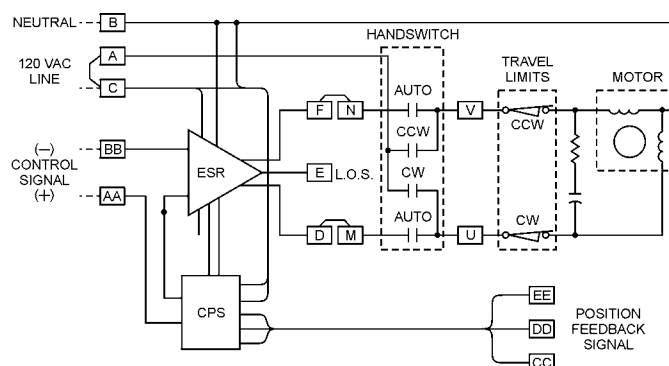 NEUTRAL
B
A
120 VAC
LINE
C
HANDSWITCH
TRAVEL
LIMITS
MOTOR
AUTO
F
N
V
CCW
CCW
(−)
CONTROL
SIGNAL
(+)
BB
AA
ESR
E
L.O.S.
CW
D
M
AUTO
U
CW
CPS
EE
DD
CC
POSITION
FEEDBACK
SIGNAL